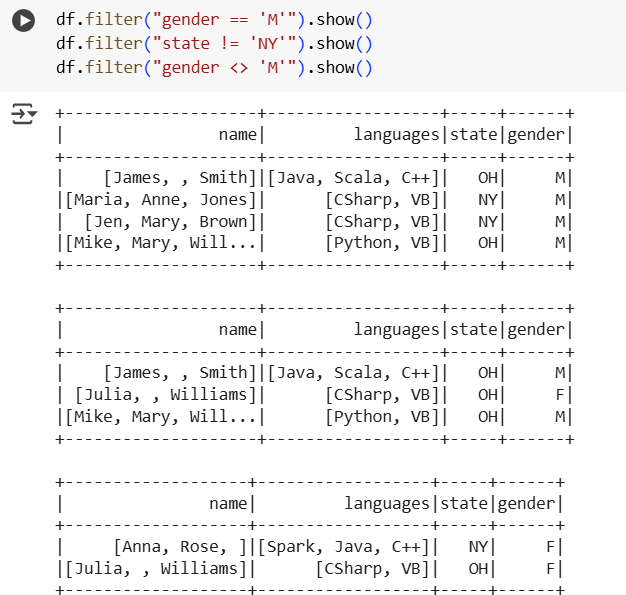 df.filter("gender == 'M'").show()
df.filter("state != 'NY'").show()
df.filter("gender <> 'M'").show()
+--------------------+------------------+-----+------+
|                name|         languages|state|gender|
+--------------------+------------------+-----+------+
|    [James, , Smith]|[Java, Scala, C++]|   OH|     M|
|[Maria, Anne, Jones]|      [CSharp, VB]|   NY|     M|
|  [Jen, Mary, Brown]|      [CSharp, VB]|   NY|     M|
|[Mike, Mary, Will...|      [Python, VB]|   OH|     M|
+--------------------+------------------+-----+------+
+--------------------+------------------+-----+------+
|                name|         languages|state|gender|
+--------------------+------------------+-----+------+
|    [James, , Smith]|[Java, Scala, C++]|   OH|     M|
| [Julia, , Williams]|      [CSharp, VB]|   OH|     F|
|[Mike, Mary, Will...|      [Python, VB]|   OH|     M|
+--------------------+------------------+-----+------+
+-------------------+-----------------+-----+------+
|               name|        languages|state|gender|
+-------------------+-----------------+-----+------+
|     [Anna, Rose, ]|[Spark, Java, C++]|   NY|     F|
|[Julia, , Williams]|     [CSharp, VB]|   OH|     F|
+-------------------+-----------------+-----+------+